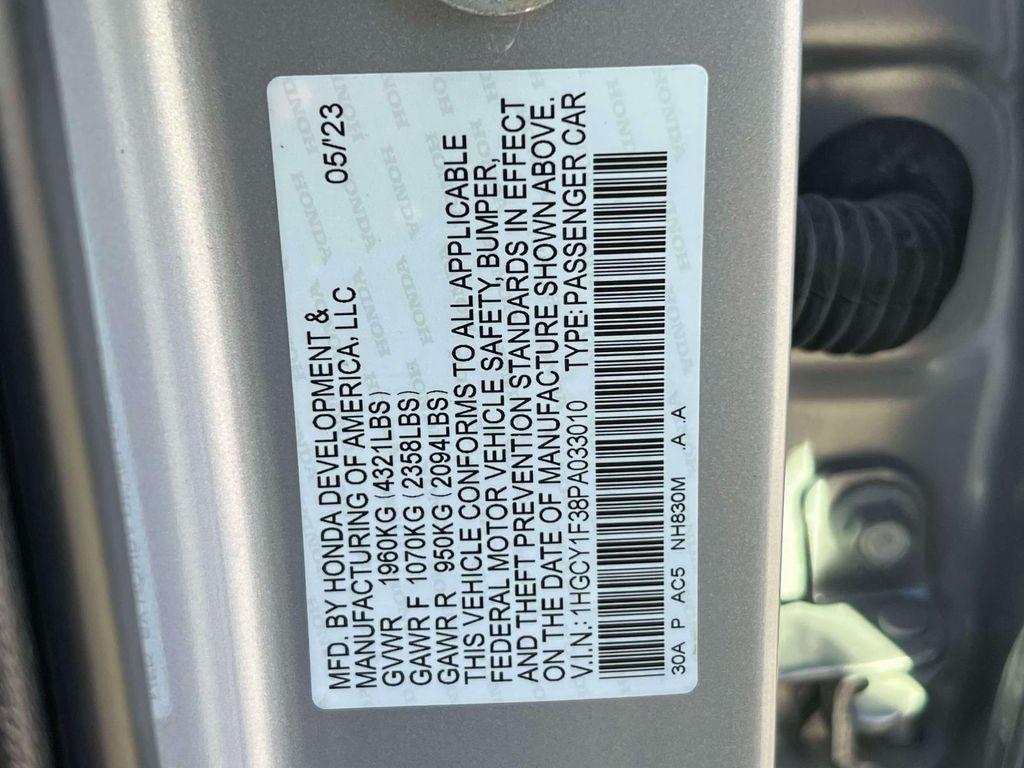 MFD. BY HONDA DEVELOPMENT &
MANUFACTURING OF AMERICA, LLC 05/'23
GVWR 1960KG (4321LBS)
GAWR F 1070KG (2358LBS)
GAWR R 950KG (2094LBS)
THIS VEHICLE CONFORMS TO ALL APPLICABLE
FEDERAL MOTOR VEHICLE SAFETY, BUMPER,
AND THEFT PREVENTION STANDARDS IN EFFECT
ON THE DATE OF MANUFACTURE SHOWN ABOVE.
V.I.N.: 1HGCY1F38PA033010 TYPE: PASSENGER CAR
30A P AC5 NH830M .A .A